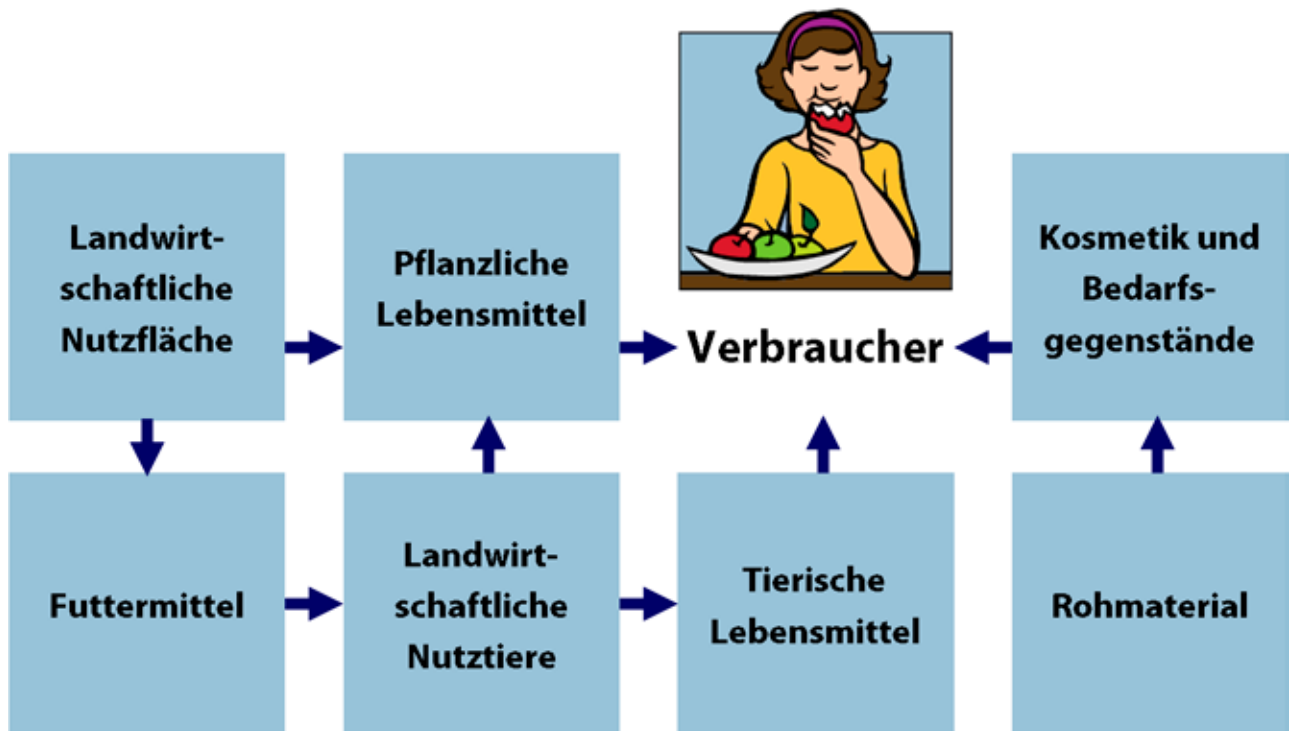 Landwirt-
schaftliche
Nutzfläche
Pflanzliche
Lebensmittel
Verbraucher
Kosmetik und
Bedarfs-
gegenstände
Futtermittel
Landwirt-
schaftliche
Nutztiere
Tierische
Lebensmittel
Rohmaterial